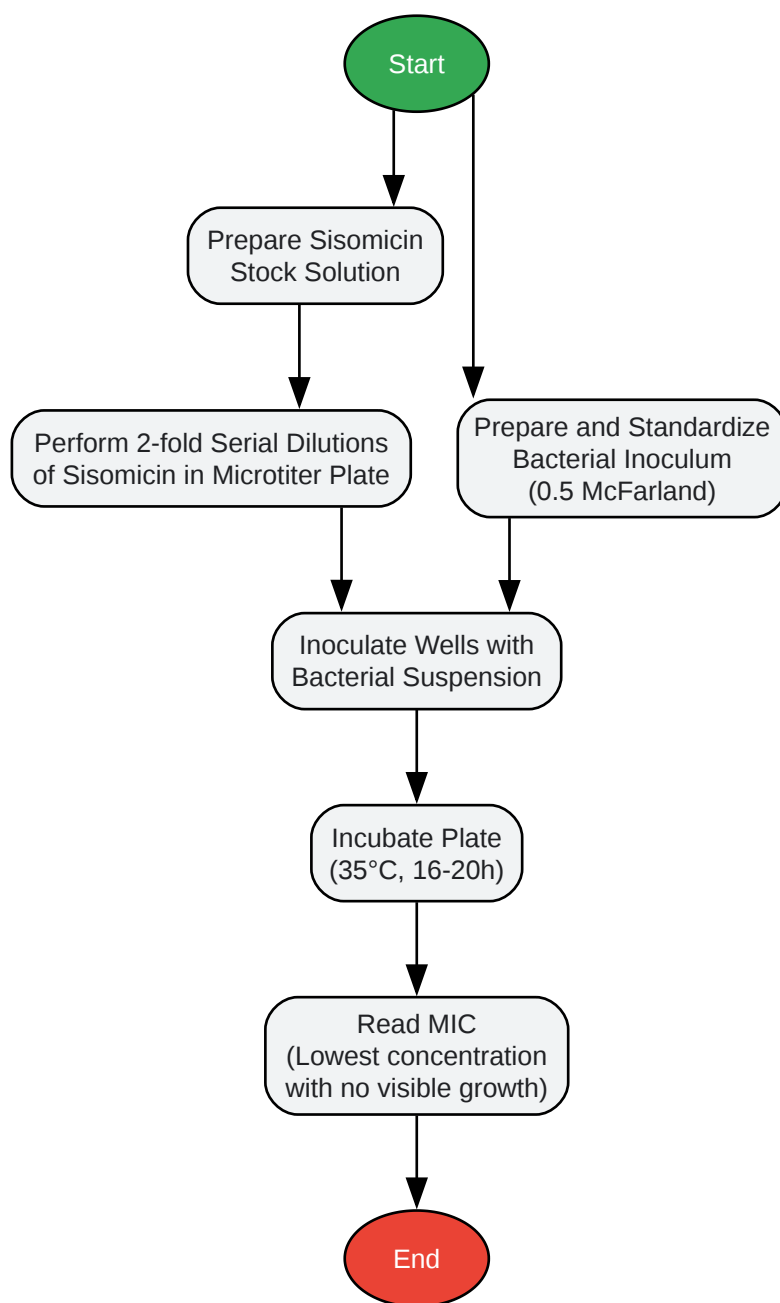 Start
Prepare Sisomicin
Stock Solution
Perform 2-fold Serial Dilutions
of Sisomicin in Microtiter Plate
Prepare and Standardize
Bacterial Inoculum
(0.5 McFarland)
Inoculate Wells with
Bacterial Suspension
Incubate Plate
(35°C, 16-20h)
Read MIC
(Lowest concentration
with no visible growth)
End